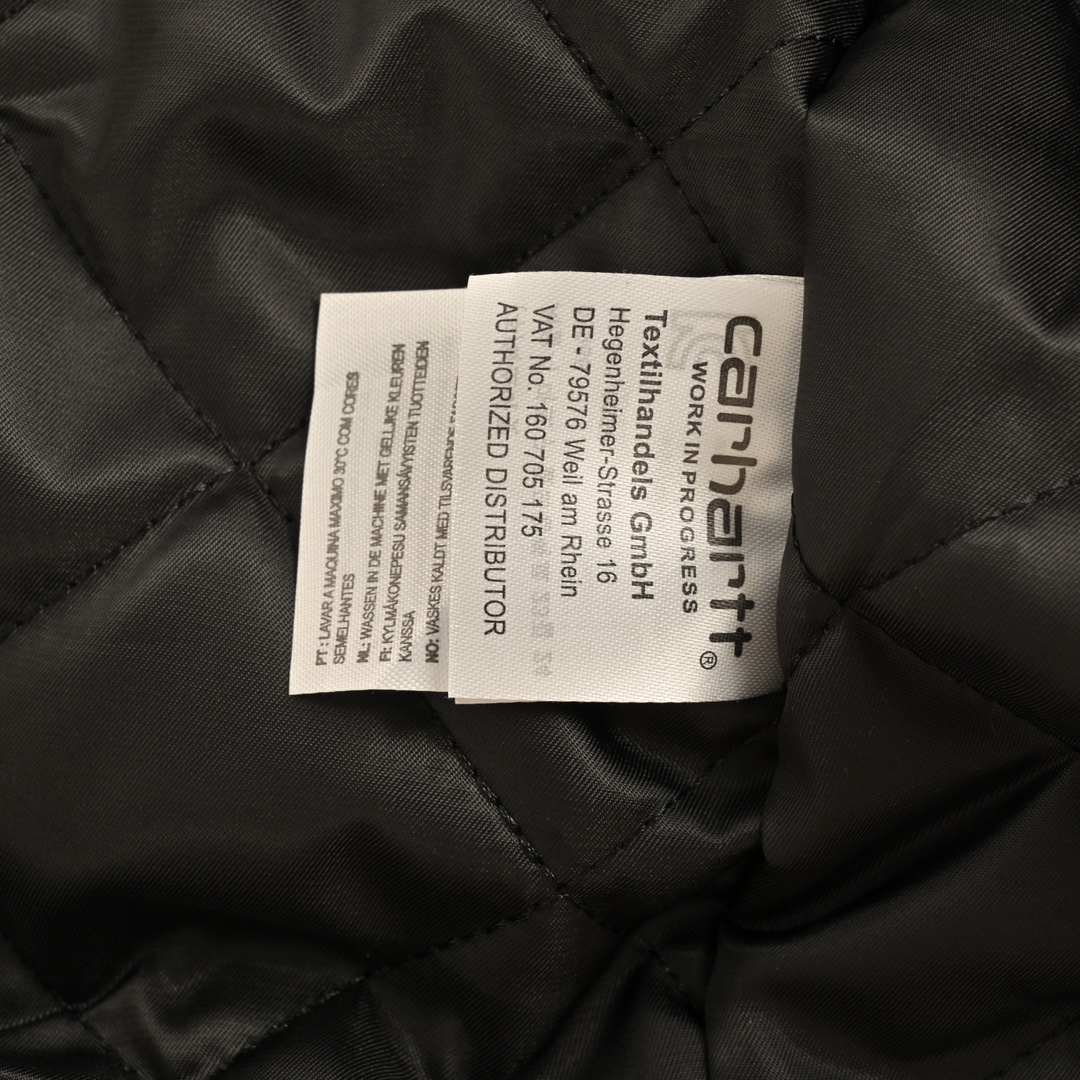 carhartt®
WORK IN PROGRESS
Textilhandels GmbH
Hegenheimer-Strasse 16
DE - 79576 Weil am Rhein
VAT No. 160 705 175
AUTHORIZED DISTRIBUTOR
PT : LAVAR A MAQUINA MAXIMO 30°C COM CORES
SEMELHANTES
NL: WASSEN IN DE MACHINE MET GELIJKE KLEUREN
FI: KYLMÄKONEPESU SAMANSÄVYISTEN TUOTTEIDEN
KANSSA
NO: VASKES KALDT MED TILSVARENDE